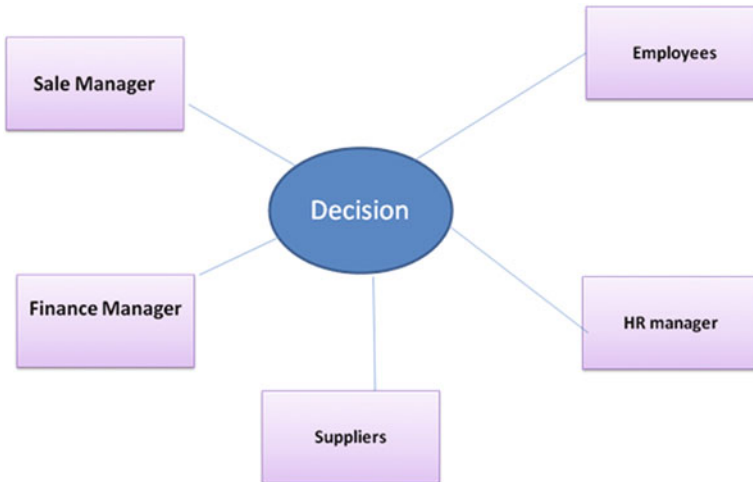 Employees
Sale Manager
Decision
Finance Manager
HR manager
Suppliers